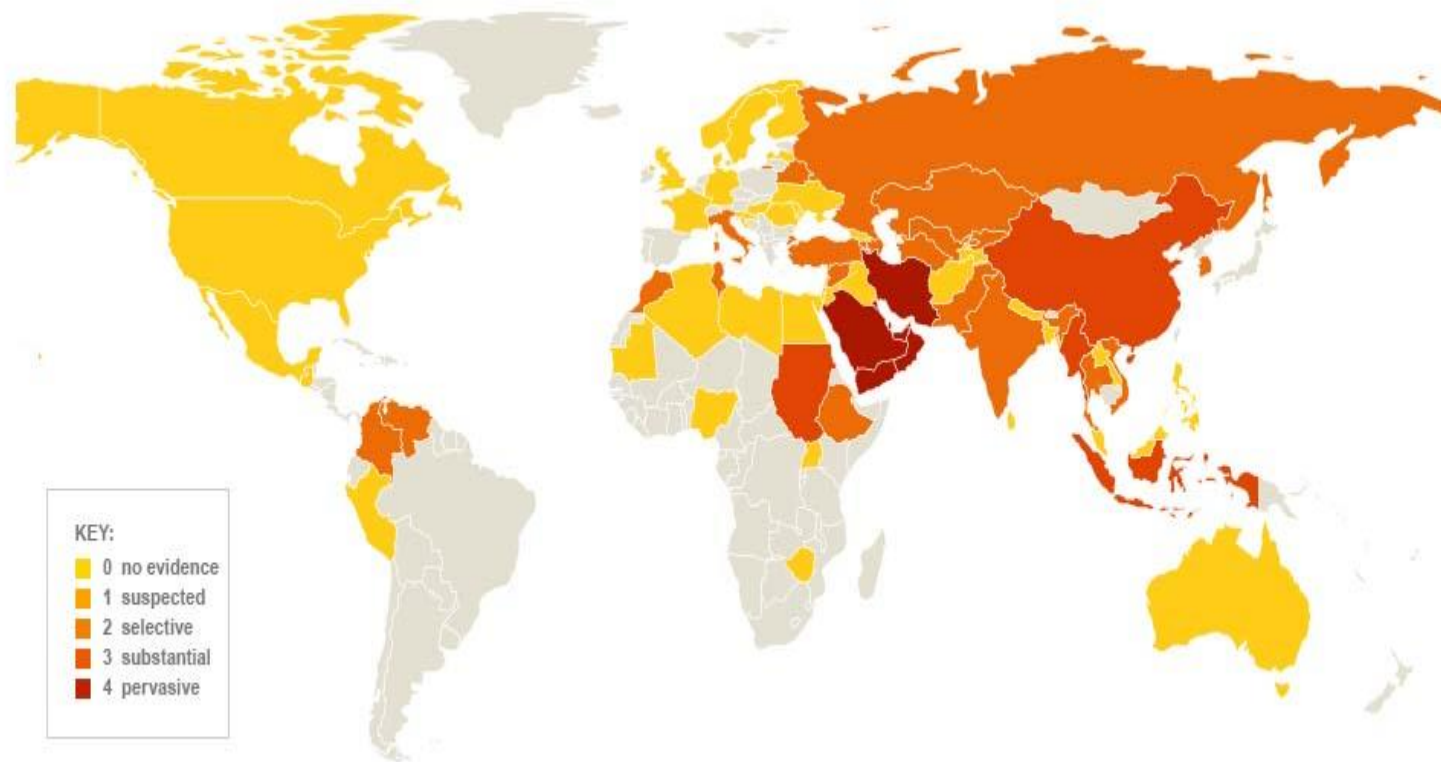 KEY:
0 no evidence
1 suspected
2 selective
3 substantial
4 pervasive